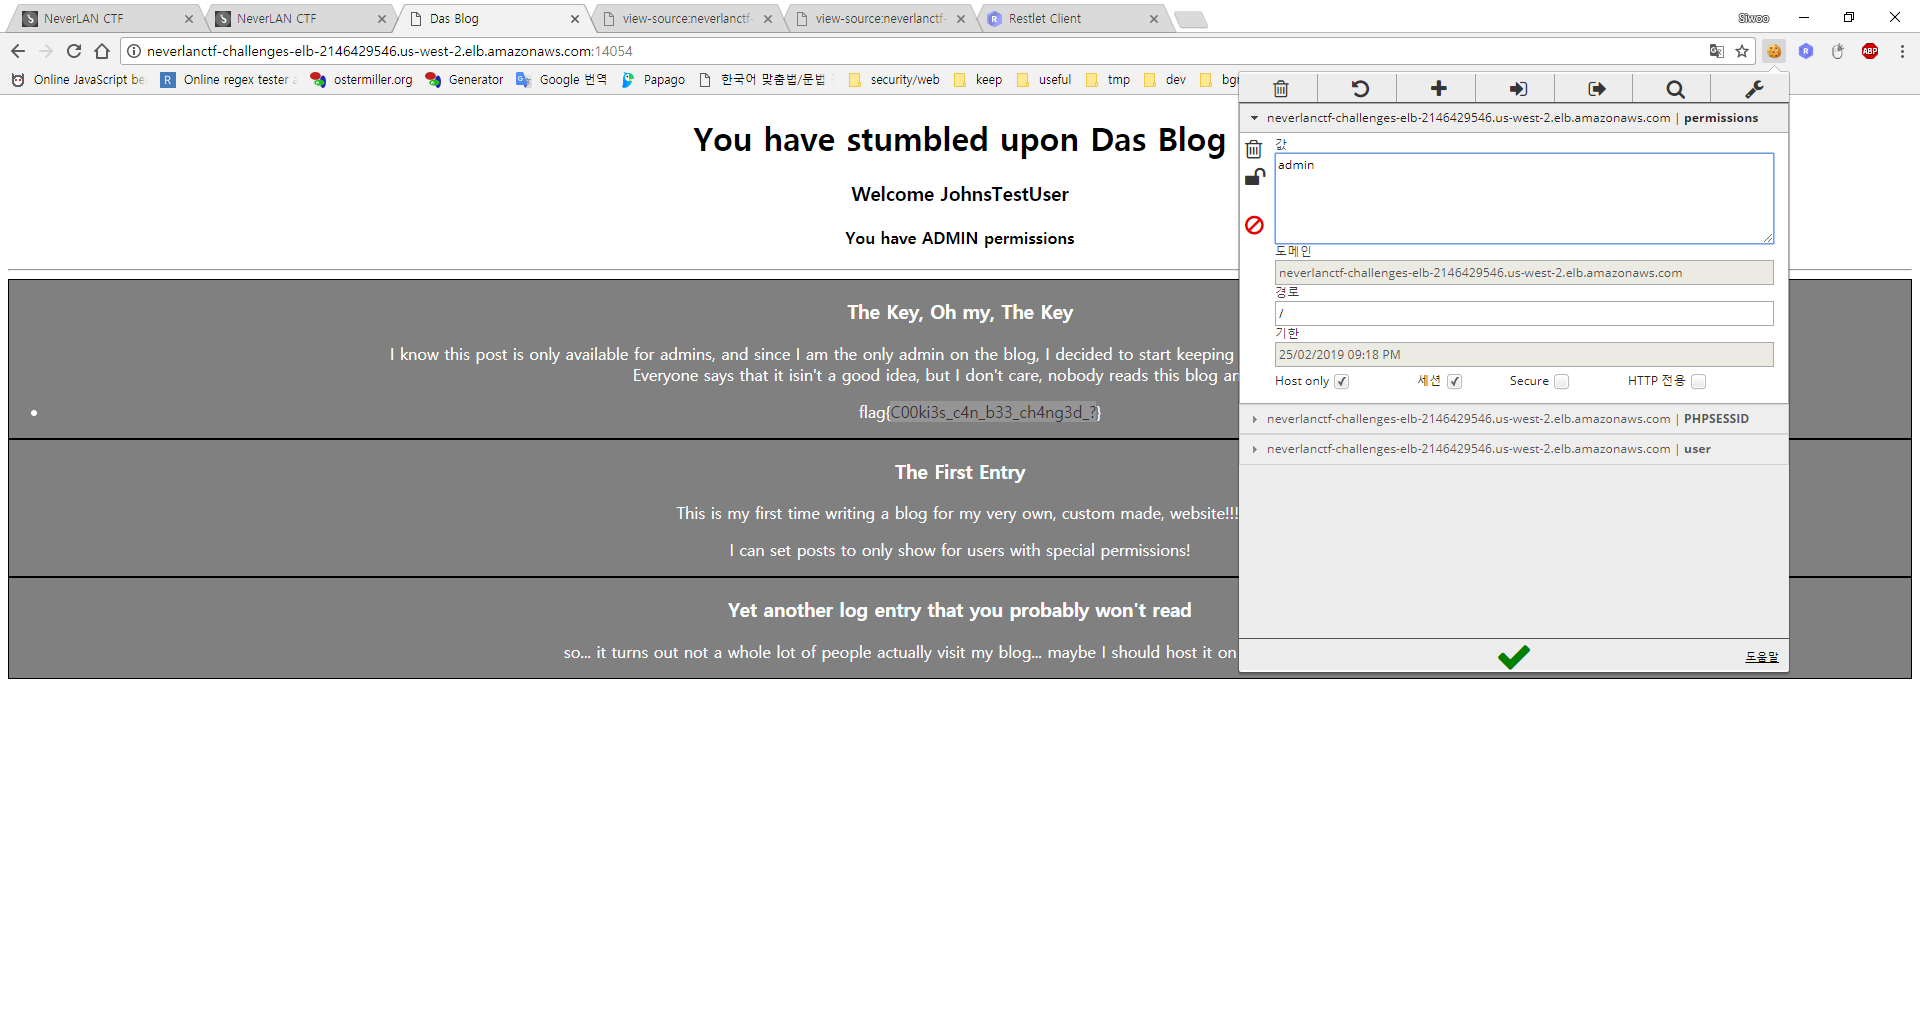 NeverLAN CTF
NeverLAN CTF
Das Blog
view-source:neverlanctf-
view-source:neverlanctf-
Restlet Client
Siwoo
neverlanctf-challenges-elb-2146429546.us-west-2.elb.amazonaws.com:14054
ABP
Online JavaScript be
Online regex tester a
ostermiller.org
Generator
Google 번역
Papago
한국어 맞춤법/문법
security/web
keep
useful
tmp
dev
bgr
You have stumbled upon Das Blog
Welcome JohnsTestUser
You have ADMIN permissions
The Key, Oh my, The Key
I know this post is only available for admins, and since I am the only admin on the blog, I decided to start keeping
Everyone says that it isin't a good idea, but I don't care, nobody reads this blog an
flag{C00ki3s_c4n_b33_ch4ng3d_?}
The First Entry
This is my first time writing a blog for my very own, custom made, website!!!
I can set posts to only show for users with special permissions!
Yet another log entry that you probably won't read
so... it turns out not a whole lot of people actually visit my blog... maybe I should host it on
neverlanctf-challenges-elb-2146429546.us-west-2.elb.amazonaws.com | permissions
값
admin
도메인
neverlanctf-challenges-elb-2146429546.us-west-2.elb.amazonaws.com
경로
/
기한
25/02/2019 09:18 PM
Host only
세션
Secure
HTTP 전용
neverlanctf-challenges-elb-2146429546.us-west-2.elb.amazonaws.com | PHPSESSID
neverlanctf-challenges-elb-2146429546.us-west-2.elb.amazonaws.com | user
도움말